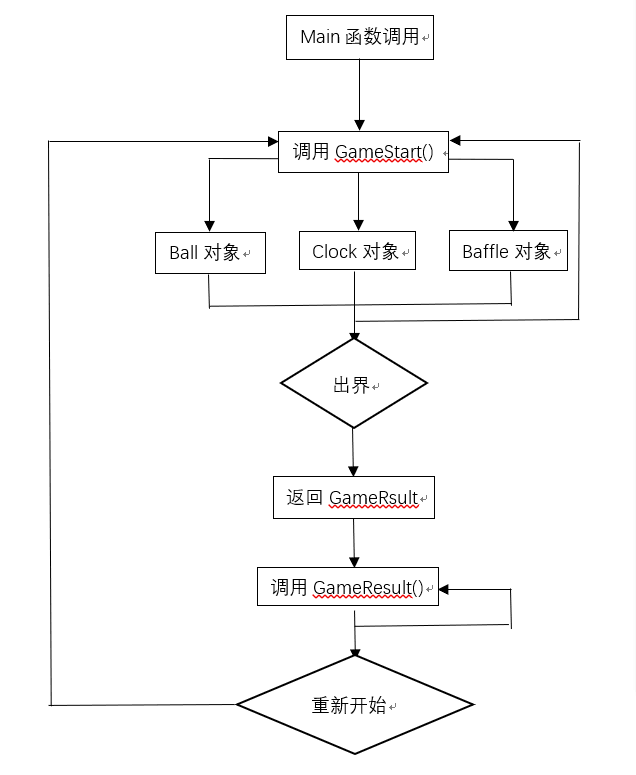 Main 函数调用
调用 GameStart()
Ball 对象
Clock 对象
Baffle 对象
出界
返回 GameRsult
调用 GameResult()
重新开始